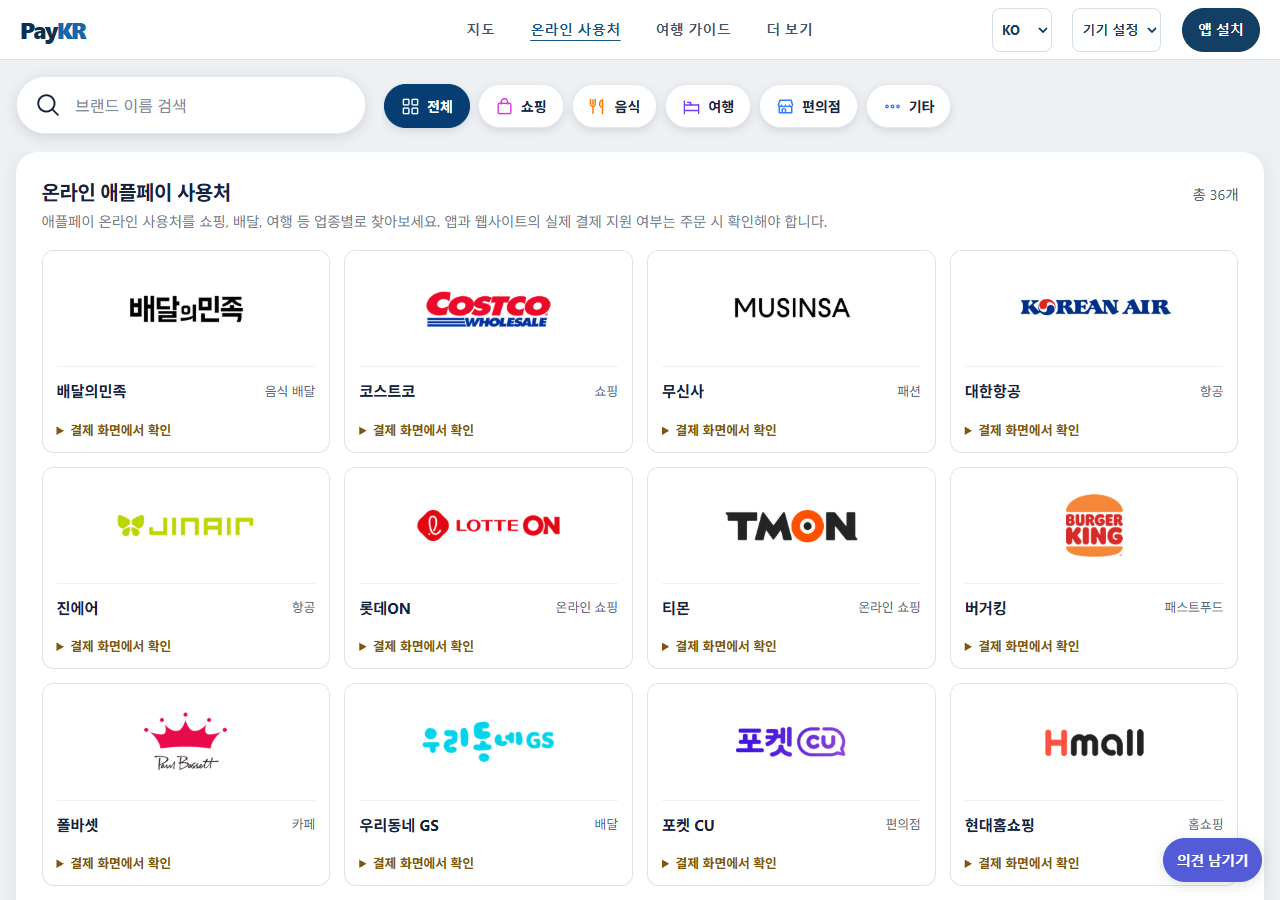 PayKR
지도
온라인 사용처
여행 가이드
더 보기
KO
기기 설정
앱 설치
브랜드 이름 검색
전체
쇼핑
음식
여행
편의점
기타
온라인 애플페이 사용처
총 36개
애플페이 온라인 사용처를 쇼핑, 배달, 여행 등 업종별로 찾아보세요. 앱과 웹사이트의 실제 결제 지원 여부는 주문 시 확인해야 합니다.
배달의민족
배달의민족
음식 배달
결제 화면에서 확인
COSTCO
WHOLESALE
코스트코
쇼핑
결제 화면에서 확인
MUSINSA
무신사
패션
결제 화면에서 확인
KOREAN AIR
대한항공
항공
결제 화면에서 확인
JINAIR
진에어
항공
결제 화면에서 확인
LOTTE ON
롯데ON
온라인 쇼핑
결제 화면에서 확인
TMON
티몬
온라인 쇼핑
결제 화면에서 확인
BURGER
KING
버거킹
패스트푸드
결제 화면에서 확인
Paul Bassett
폴바셋
카페
결제 화면에서 확인
우리동네GS
우리동네 GS
배달
결제 화면에서 확인
포켓CU
포켓 CU
편의점
결제 화면에서 확인
Hmall
현대홈쇼핑
홈쇼핑
결제 화면에서 확인
의견 남기기